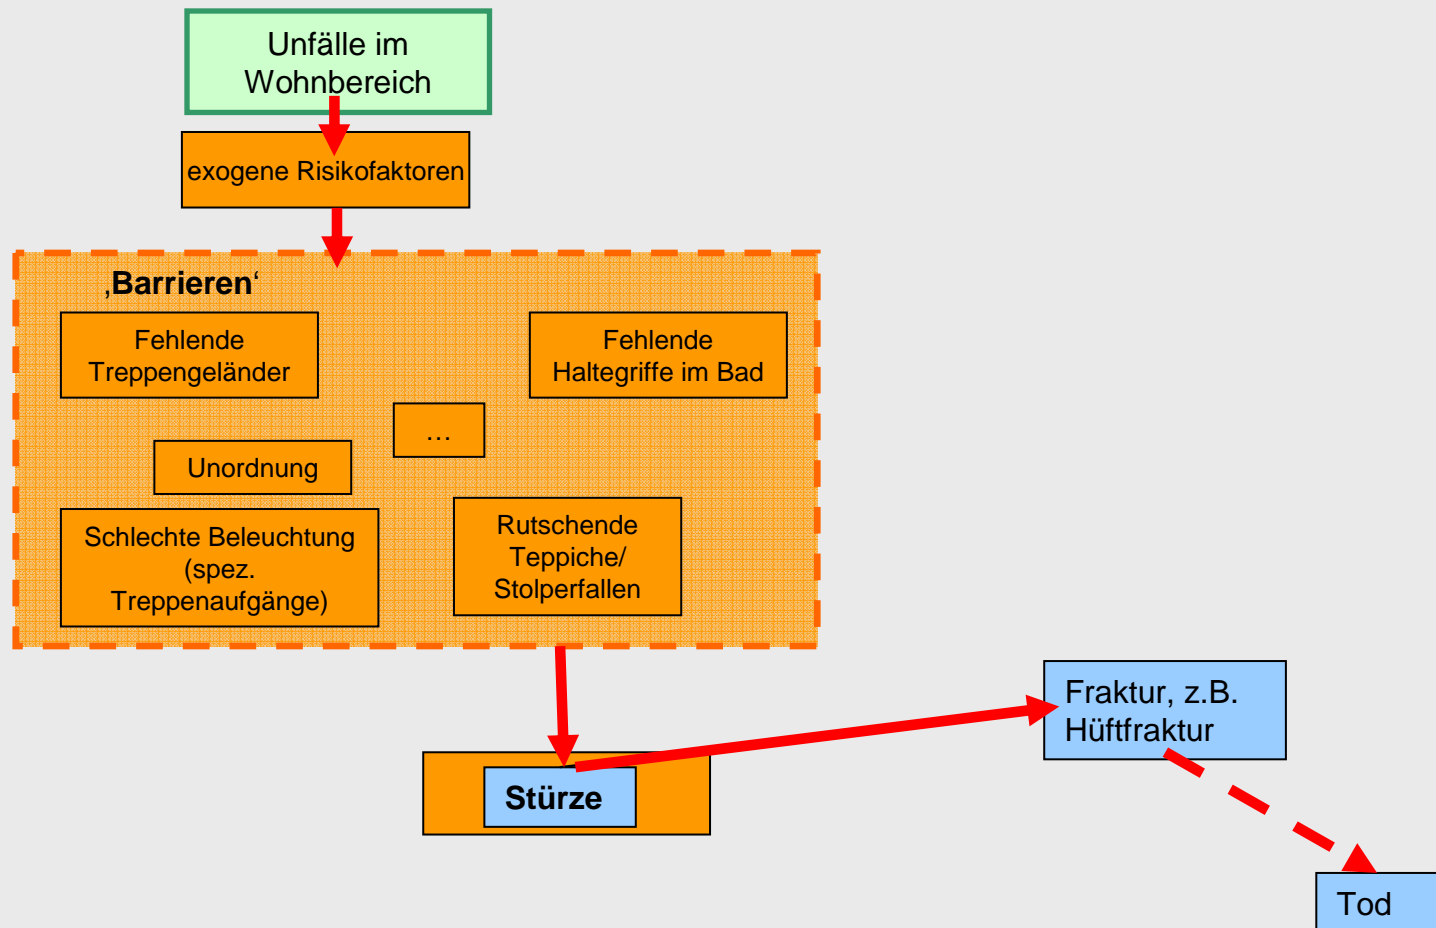 Unfälle im
Wohnbereich
exogene Risikofaktoren
‚Barrieren‘
Fehlende
Treppengeländer
Fehlende
Haltegriffe im Bad
…
Unordnung
Schlechte Beleuchtung
(spez.
Treppenaufgänge)
Rutschende
Teppiche/
Stolperfallen
Fraktur, z.B.
Hüftfraktur
Stürze
Tod